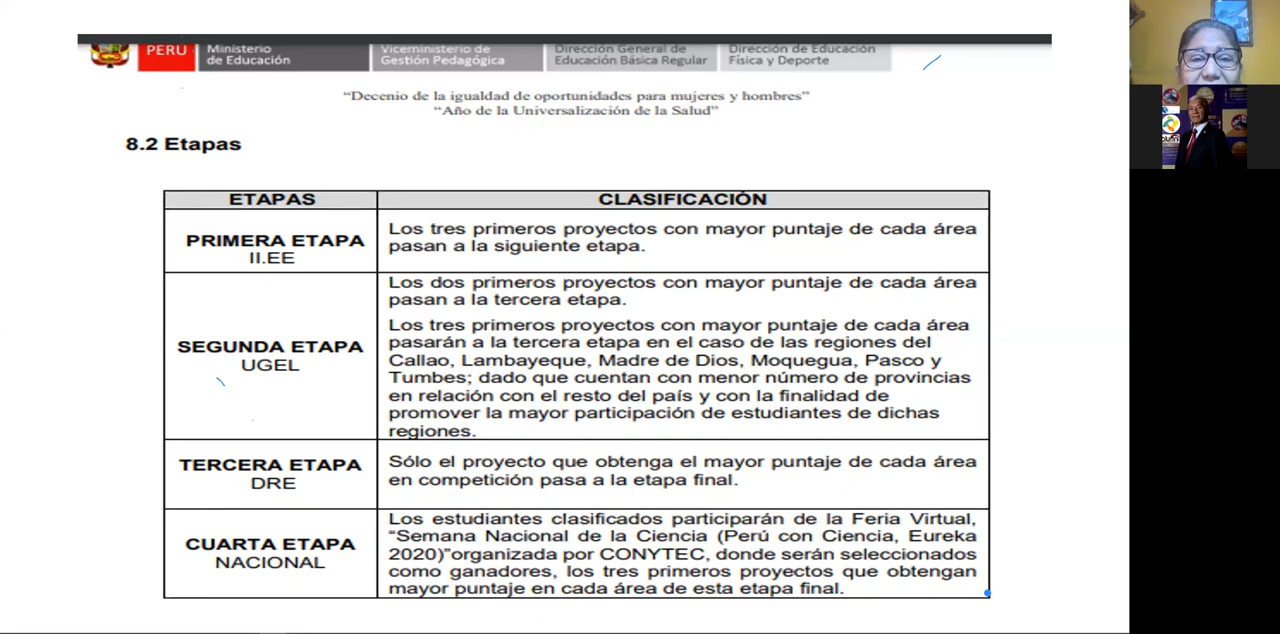 PERÚ
Ministerio
de Educación
Viceministerio de
Gestión Pedagógica
Dirección General de
Educación Básica Regular
Dirección de Educación
Física y Deporte
“Decenio de la igualdad de oportunidades para mujeres y hombres”
“Año de la Universalización de la Salud”
8.2 Etapas
ETAPAS
CLASIFICACIÓN
PRIMERA ETAPA
II.EE
Los tres primeros proyectos con mayor puntaje de cada área
pasan a la siguiente etapa.
SEGUNDA ETAPA
UGEL
Los dos primeros proyectos con mayor puntaje de cada área
pasan a la tercera etapa.
Los tres primeros proyectos con mayor puntaje de cada área
pasarán a la tercera etapa en el caso de las regiones del
Callao, Lambayeque, Madre de Dios, Moquegua, Pasco y
Tumbes; dado que cuentan con menor número de provincias
en relación con el resto del país y con la finalidad de
promover la mayor participación de estudiantes de dichas
regiones.
TERCERA ETAPA
DRE
Sólo el proyecto que obtenga el mayor puntaje de cada área
en competición pasa a la etapa final.
CUARTA ETAPA
NACIONAL
Los estudiantes clasificados participarán de la Feria Virtual,
“Semana Nacional de la Ciencia (Perú con Ciencia, Eureka
2020)”organizada por CONYTEC, donde serán seleccionados
como ganadores, los tres primeros proyectos que obtengan
mayor puntaje en cada área de esta etapa final.